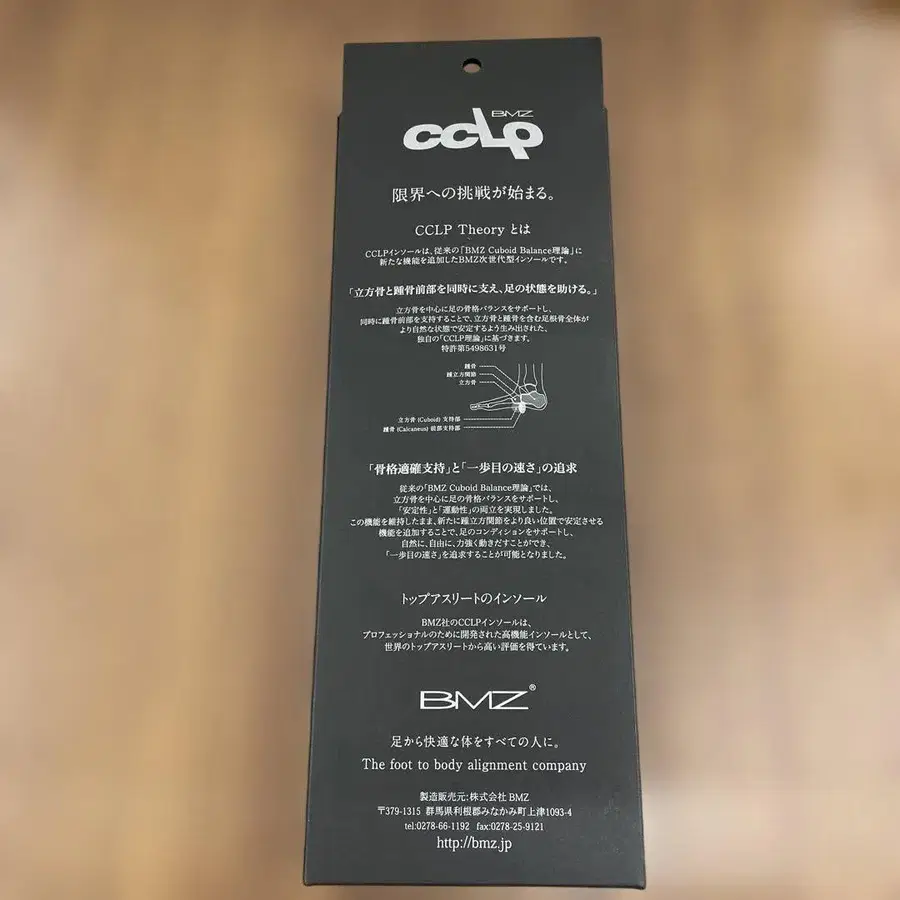 BMZ
CCLP
限界への挑戦が始まる。
CCLP Theory とは
CCLPインソールは、従来の「BMZ Cuboid Balance理論」に
新たな機能を追加したBMZ次世代型インソールです。
「立方骨と踵骨前部を同時に支え、足の状態を助ける。」
立方骨を中心に足の骨格バランスをサポートし、
同時に踵骨前部を支持することで、立方骨と踵骨を含む足根骨全体が
より自然な状態で安定するよう生み出された、
独自の「CCLP理論」に基づきます。
特許第5498631号
踵骨
踵立方関節
立方骨
立方骨 (Cuboid) 支持部
踵骨 (Calcaneus) 前部支持部
「骨格適確支持」と「一歩目の速さ」の追求
従来の「BMZ Cuboid Balance理論」では、
立方骨を中心に足の骨格バランスをサポートし、
「安定性」と「運動性」の両立を実現しました。
この機能を維持したまま、新たに踵立方関節をより良い位置で安定させる
機能を追加することで、足のコンディションをサポートし、
自然に、自由に、力強く動きだすことができ、
「一歩目の速さ」を追求することが可能となりました。
トップアスリートのインソール
BMZ社のCCLPインソールは、
プロフェッショナルのために開発された高機能インソールとして、
世界のトップアスリートから高い評価を得ています。
BMZ®
足から快適な体をすべての人に。
The foot to body alignment company
製造販売元:株式会社 BMZ
〒379-1315 群馬県利根郡みなかみ町上津1093-4
tel:0278-66-1192 fax:0278-25-9121
http://bmz.jp